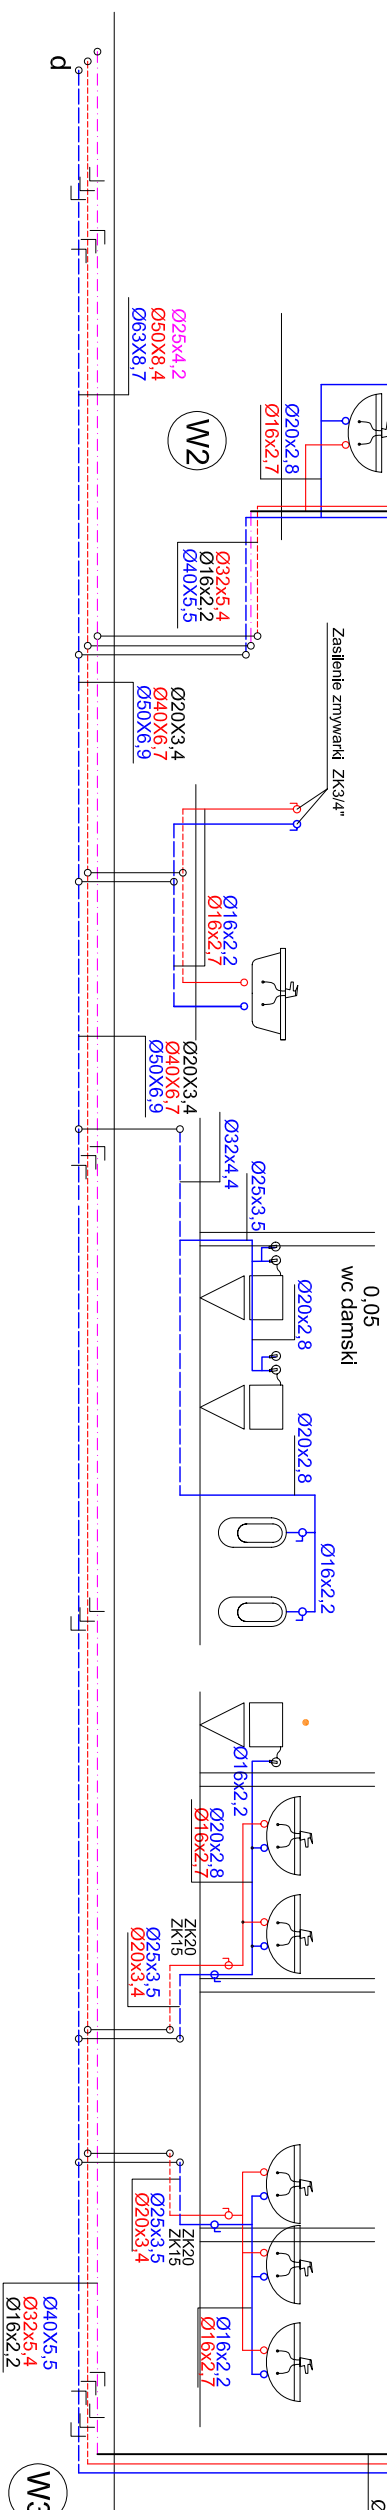 d
Ø25x4,2
Ø50X8,4
Ø63X8,7
W2
Ø20x2,8
Ø16x2,7
Ø32x5,4
Ø16x2,2
Ø40X5,5
Zasilenie zmywarki ZK3/4"
Ø20X3,4
Ø40X6,7
Ø50X6,9
Ø16x2,2
Ø16x2,7
Ø20X3,4
Ø40X6,7
Ø50X6,9
Ø32x4,4
Ø25x3,5
0,05
wc damski
Ø20x2,8
Ø20x2,8
Ø16x2,2
Ø16x2,2
Ø20x2,8
Ø16x2,7
ZK20
ZK15
Ø25x3,5
Ø20x3,4
ZK20
ZK15
Ø25x3,5
Ø20x3,4
Ø16x2,2
Ø16x2,7
Ø40X5,5
Ø32x5,4
Ø16x2,2
W3
Ø